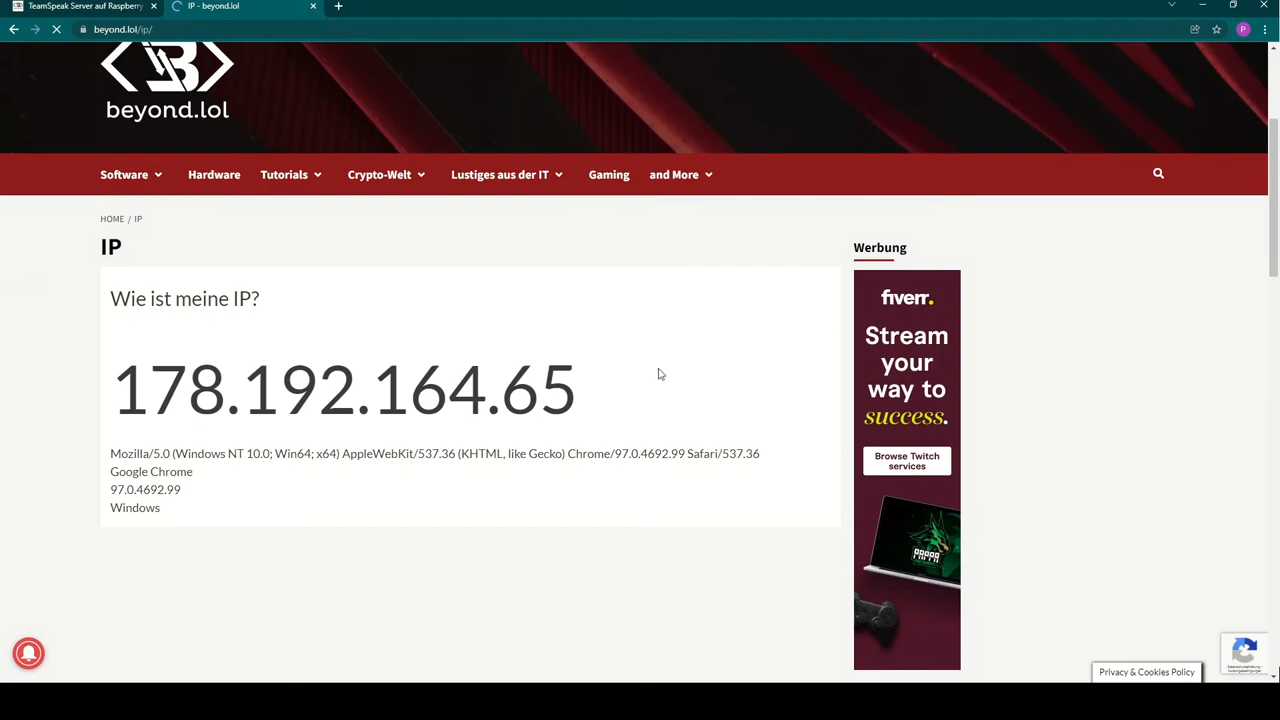 TeamSpeak Server auf Raspberry
IP - beyond.lol
beyond.lol/ip/
P
B
beyond.lol
Software
Hardware
Tutorials
Crypto-Welt
Lustiges aus der IT
Gaming
and More
HOME / IP
IP
Wie ist meine IP?
178.192.164.65
Mozilla/5.0 (Windows NT 10.0; Win64; x64) AppleWebKit/537.36 (KHTML, like Gecko) Chrome/97.0.4692.99 Safari/537.36
Google Chrome
97.0.4692.99
Windows
Werbung
fiverr.
Stream
your
way to
success.
Browse Twitch
services
Privacy & Cookies Policy